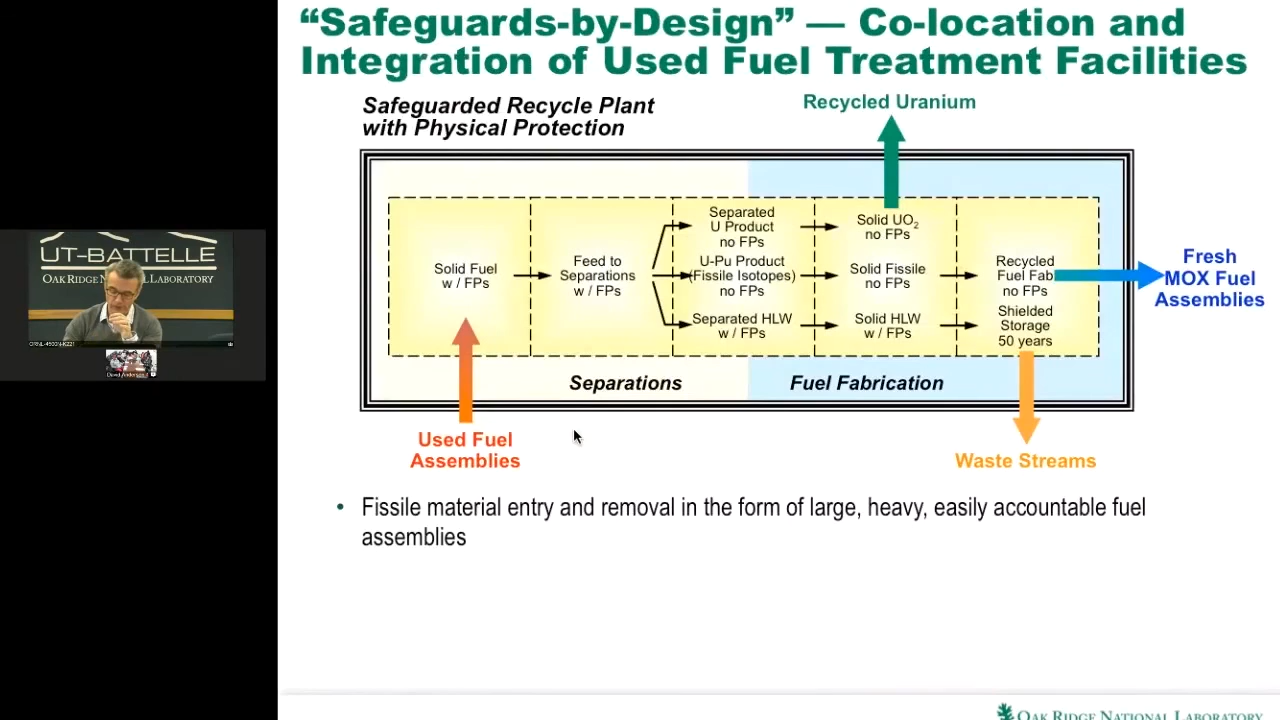 “Safeguards-by-Design” — Co-location and
Integration of Used Fuel Treatment Facilities
Safeguarded Recycle Plant
with Physical Protection
Recycled Uranium
Solid Fuel
w / FPs
Feed to
Separations
w / FPs
Separated
U Product
no FPs
U-Pu Product
(Fissile Isotopes)
no FPs
Separated HLW
w / FPs
Solid UO₂
no FPs
Solid Fissile
no FPs
Solid HLW
w / FPs
Recycled
Fuel Fab
no FPs
Shielded
Storage
50 years
Fresh
MOX Fuel
Assemblies
Separations
Fuel Fabrication
Used Fuel
Assemblies
Waste Streams
• Fissile material entry and removal in the form of large, heavy, easily accountable fuel
assemblies
OAK RIDGE NATIONAL LABORATORY
UT-BATTELLE
OAK RIDGE NATIONAL LABORATORY